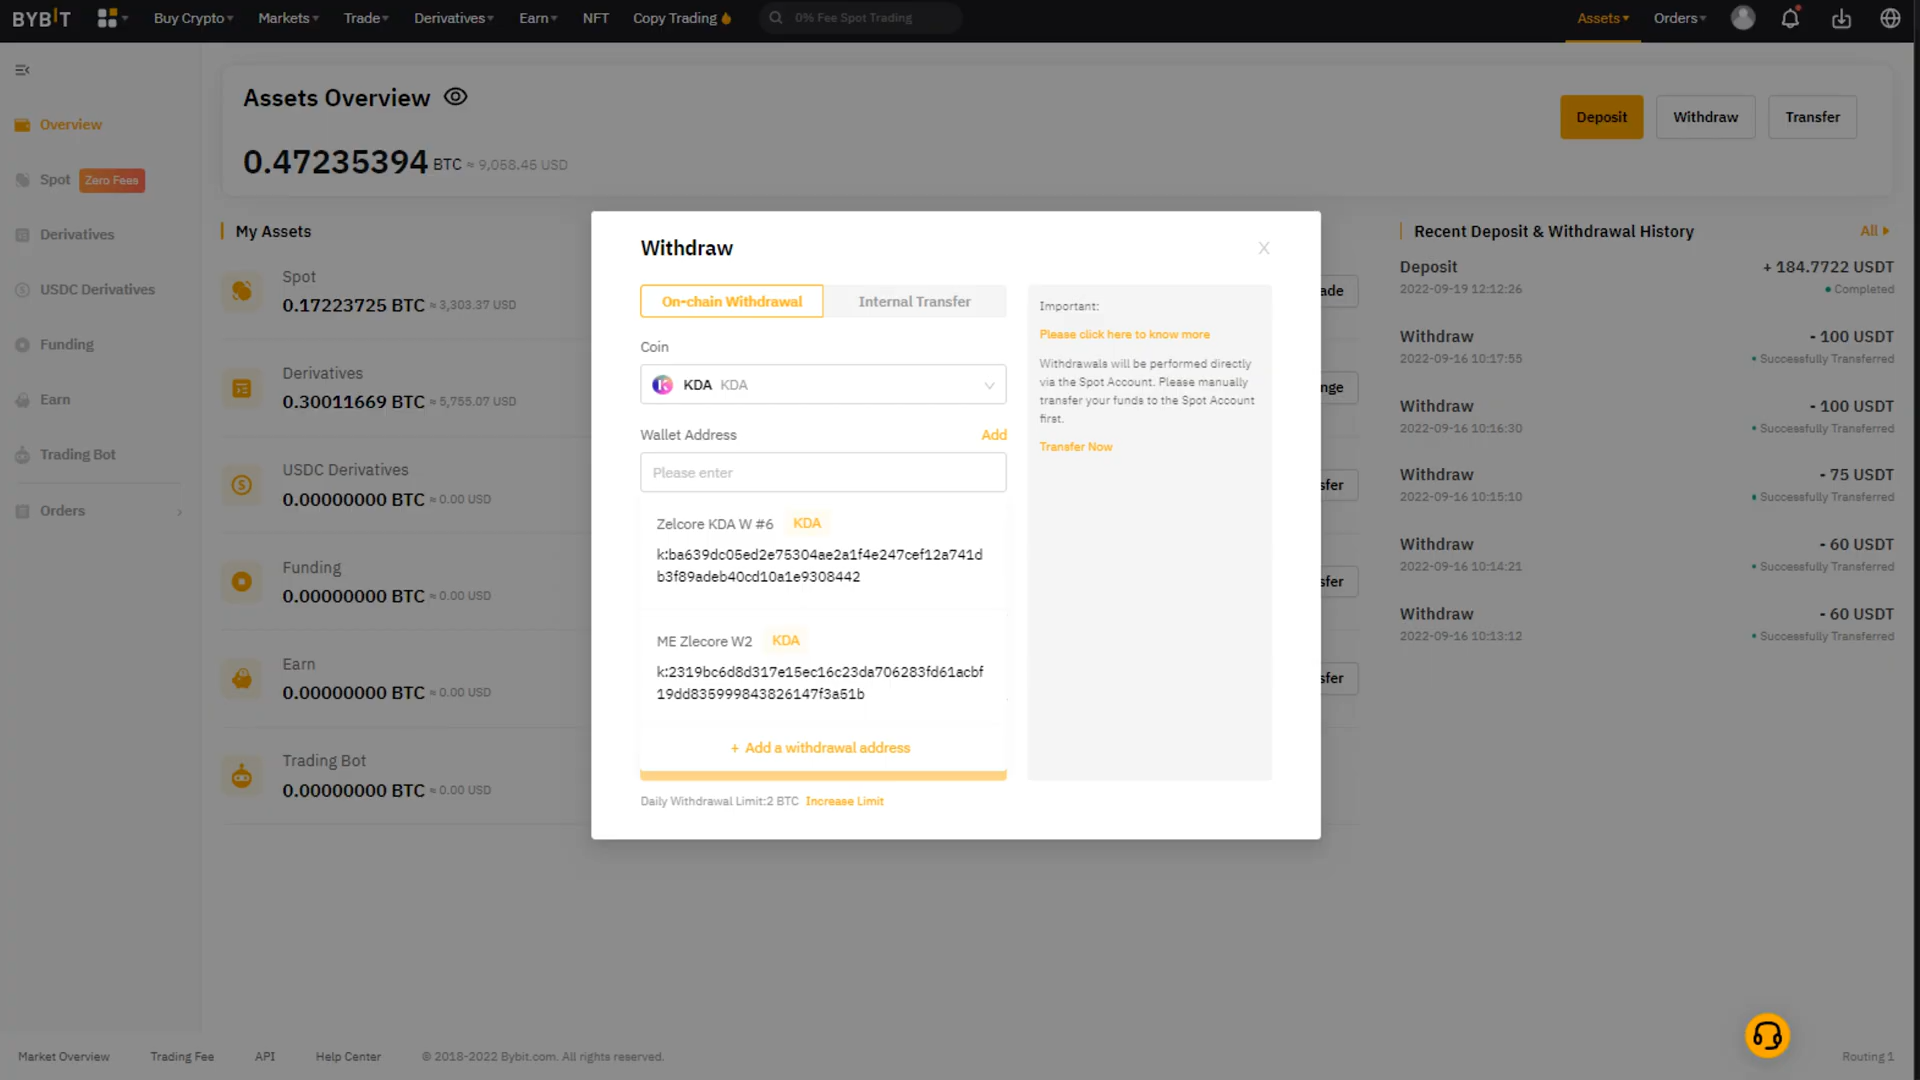 BYBIT
Buy Crypto
Markets
Trade
Derivatives
Earn
NFT
Copy Trading
0% Fee Spot Trading
Assets
Orders
Overview
Spot
Zero Fees
Derivatives
USDC Derivatives
Funding
Earn
Trading Bot
Orders
Assets Overview
0.47235394 BTC ≈ 9,058.45 USD
Deposit
Withdraw
Transfer
My Assets
Spot
0.17223725 BTC ≈ 3,303.37 USD
Derivatives
0.30011669 BTC ≈ 5,755.07 USD
USDC Derivatives
0.00000000 BTC ≈ 0.00 USD
Funding
0.00000000 BTC ≈ 0.00 USD
Earn
0.00000000 BTC ≈ 0.00 USD
Trading Bot
0.00000000 BTC ≈ 0.00 USD
ade
nge
sfer
sfer
sfer
Withdraw
X
On-chain Withdrawal
Internal Transfer
Coin
KDA KDA
Wallet Address
Add
Please enter
Zelcore KDA W #6 KDA
k:ba639dc05ed2e75304ae2a1f4e247cef12a741d
b3f89adeb40cd10a1e9308442
ME Zlecore W2 KDA
k:2319bc6d8d317e15ec16c23da706283fd61acbf
19dd835999843826147f3a51b
+ Add a withdrawal address
Daily Withdrawal Limit:2 BTC Increase Limit
Important:
Please click here to know more
Withdrawals will be performed directly
via the Spot Account. Please manually
transfer your funds to the Spot Account
first.
Transfer Now
Recent Deposit & Withdrawal History
All
Deposit
+ 184.7722 USDT
2022-09-19 12:12:26
Completed
Withdraw
- 100 USDT
2022-09-16 10:17:55
Successfully Transferred
Withdraw
- 100 USDT
2022-09-16 10:16:30
Successfully Transferred
Withdraw
- 75 USDT
2022-09-16 10:15:10
Successfully Transferred
Withdraw
- 60 USDT
2022-09-16 10:14:21
Successfully Transferred
Withdraw
- 60 USDT
2022-09-16 10:13:12
Successfully Transferred
Market Overview
Trading Fee
API
Help Center
© 2018-2022 Bybit.com. All rights reserved.
Routing 1